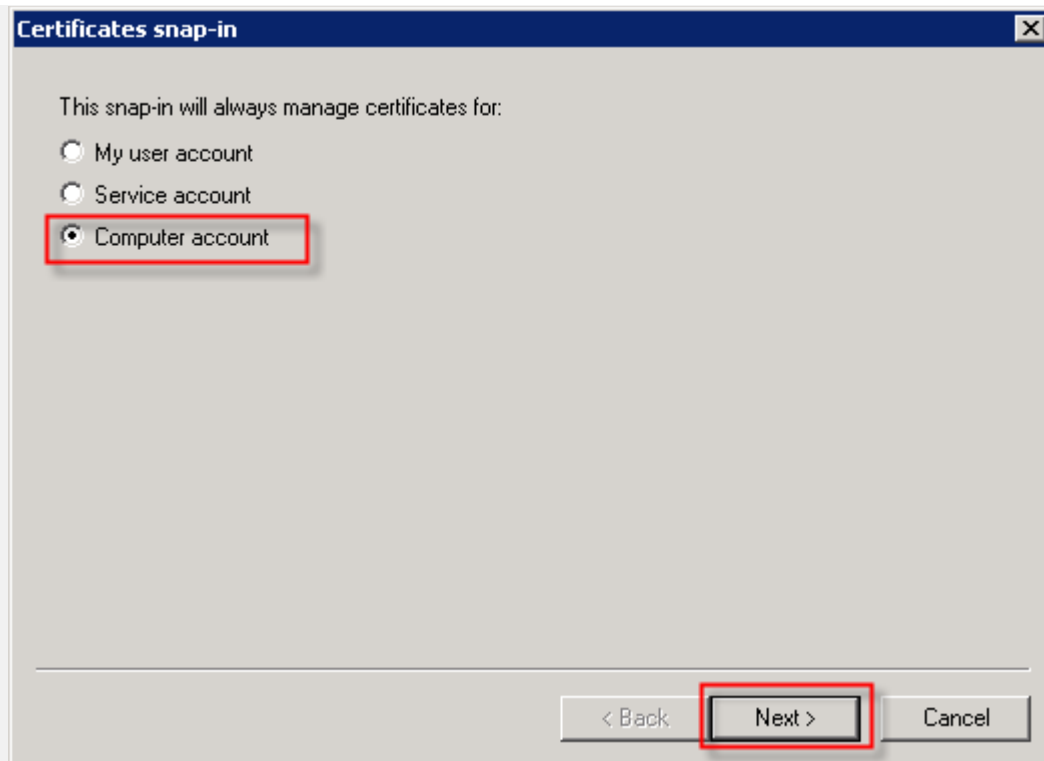 Certificates snap-in
This snap-in will always manage certificates for:
My user account
Service account
Computer account
< Back Next > Cancel